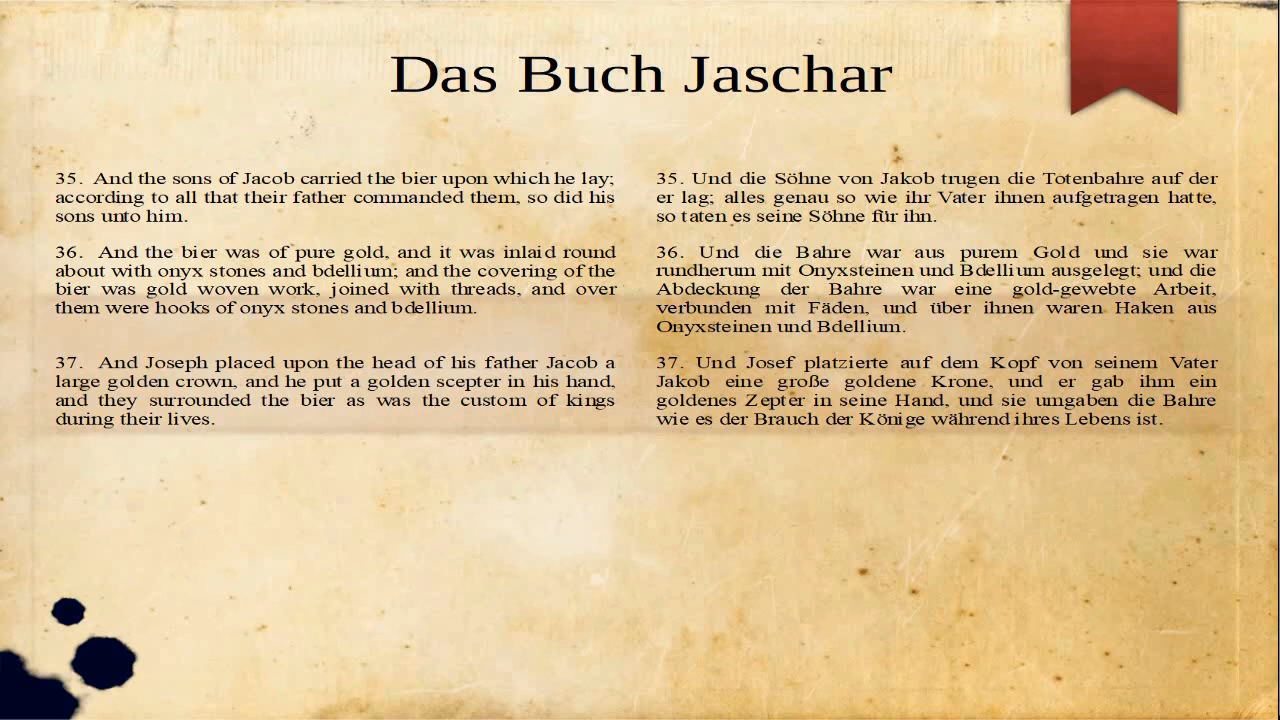 Das Buch Jaschar
35. And the sons of Jacob carried the bier upon which he lay;
according to all that their father commanded them, so did his
sons unto him.
36. And the bier was of pure gold, and it was inlaid round
about with onyx stones and bdellium; and the covering of the
bier was gold woven work, joined with threads, and over
them were hooks of onyx stones and bdellium.
37. And Joseph placed upon the head of his father Jacob a
large golden crown, and he put a golden scepter in his hand,
and they surrounded the bier as was the custom of kings
during their lives.
35. Und die Söhne von Jakob trugen die Totenbahre auf der
er lag; alles genau so wie ihr Vater ihnen aufgetragen hatte,
so taten es seine Söhne für ihn.
36. Und die Bahre war aus purem Gold und sie war
rundherum mit Onyxsteinen und Bdellium ausgelegt; und die
Abdeckung der Bahre war eine gold-gewebte Arbeit,
verbunden mit Fäden, und über ihnen waren Haken aus
Onyxsteinen und Bdellium.
37. Und Josef platzierte auf dem Kopf von seinem Vater
Jakob eine große goldene Krone, und er gab ihm ein
goldenes Zepter in seine Hand, und sie umgaben die Bahre
wie es der Brauch der Könige während ihres Lebens ist.